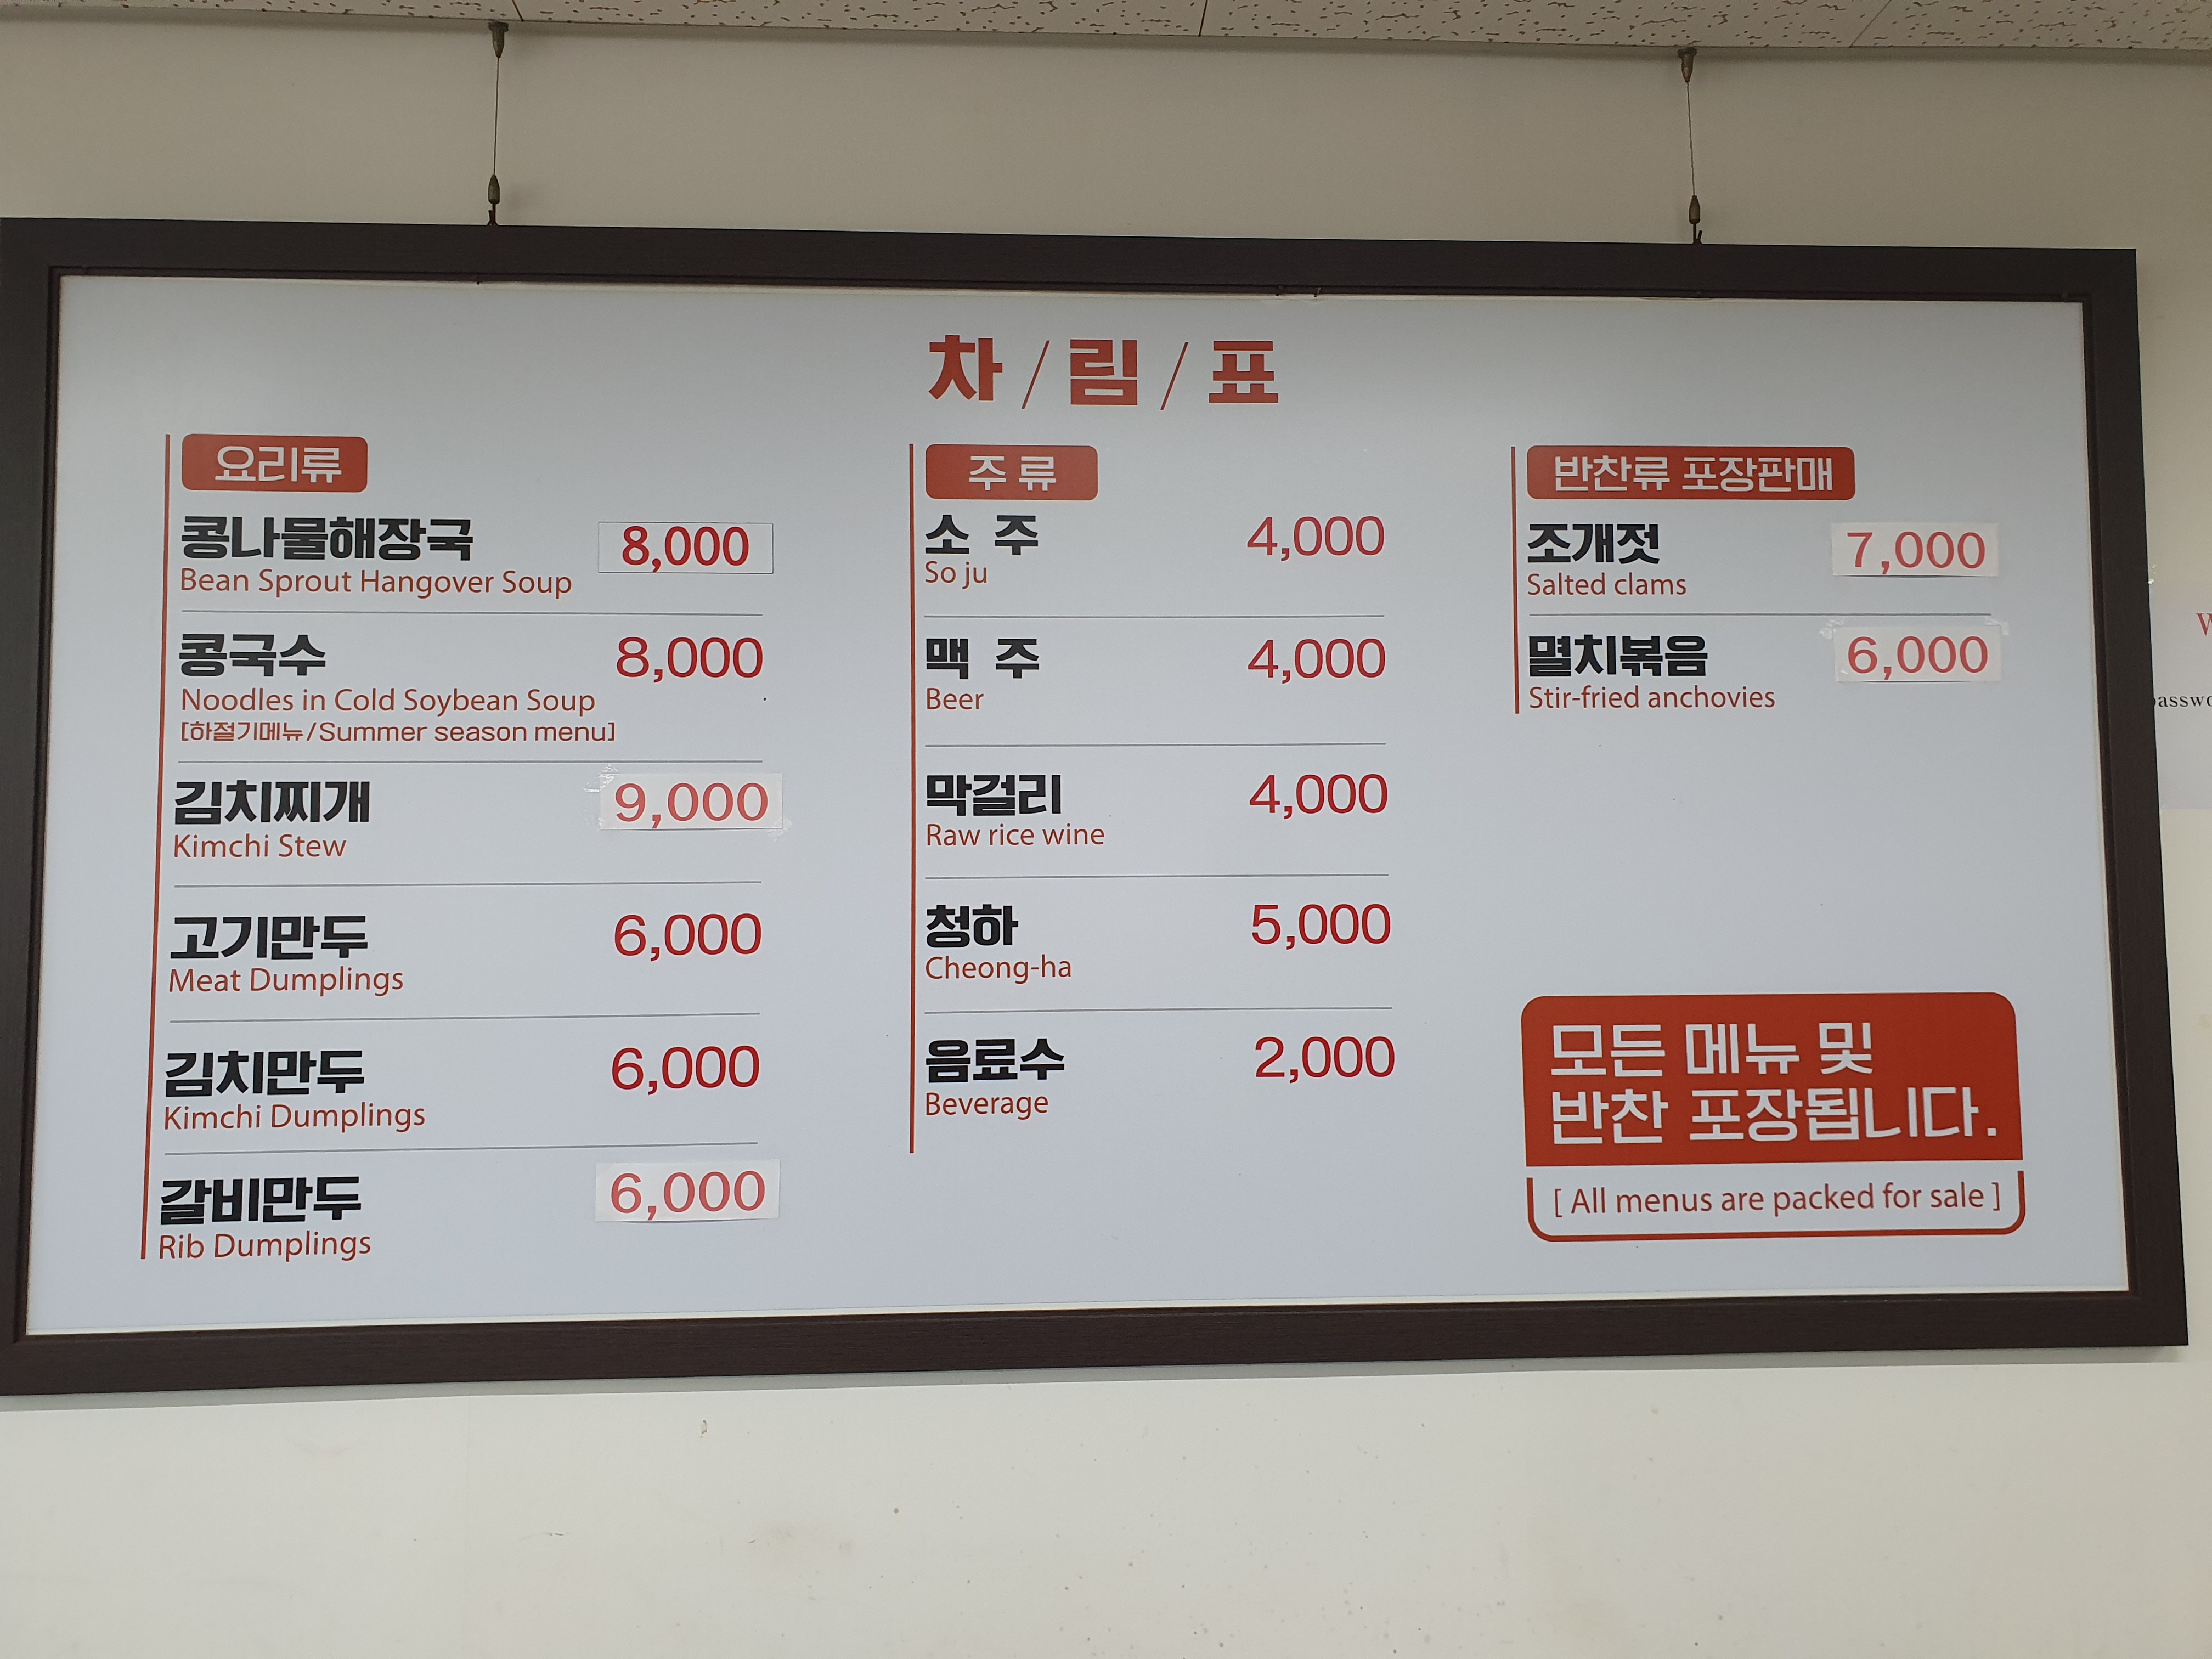 차/림/표
요리류
콩나물해장국 8,000
Bean Sprout Hangover Soup
콩국수 8,000
Noodles in Cold Soybean Soup
[하절기메뉴/Summer season menu]
김치찌개 9,000
Kimchi Stew
고기만두 6,000
Meat Dumplings
김치만두 6,000
Kimchi Dumplings
갈비만두 6,000
Rib Dumplings
주류
소 주 4,000
So ju
맥 주 4,000
Beer
막걸리 4,000
Raw rice wine
청하 5,000
Cheong-ha
음료수 2,000
Beverage
반찬류 포장판매
조개젓 7,000
Salted clams
멸치볶음 6,000
Stir-fried anchovies
모든 메뉴 및
반찬 포장됩니다.
[ All menus are packed for sale ]